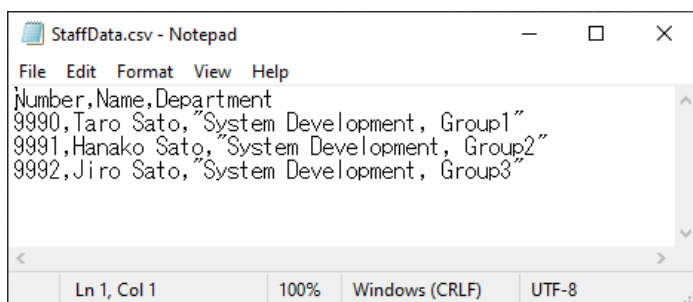 StaffData.csv - Notepad
File Edit Format View Help
Number,Name,Department
9990,Taro Sato,"System Development, Group1"
9991,Hanako Sato,"System Development, Group2"
9992,Jiro Sato,"System Development, Group3"
Ln 1, Col 1 100% Windows (CRLF) UTF-8